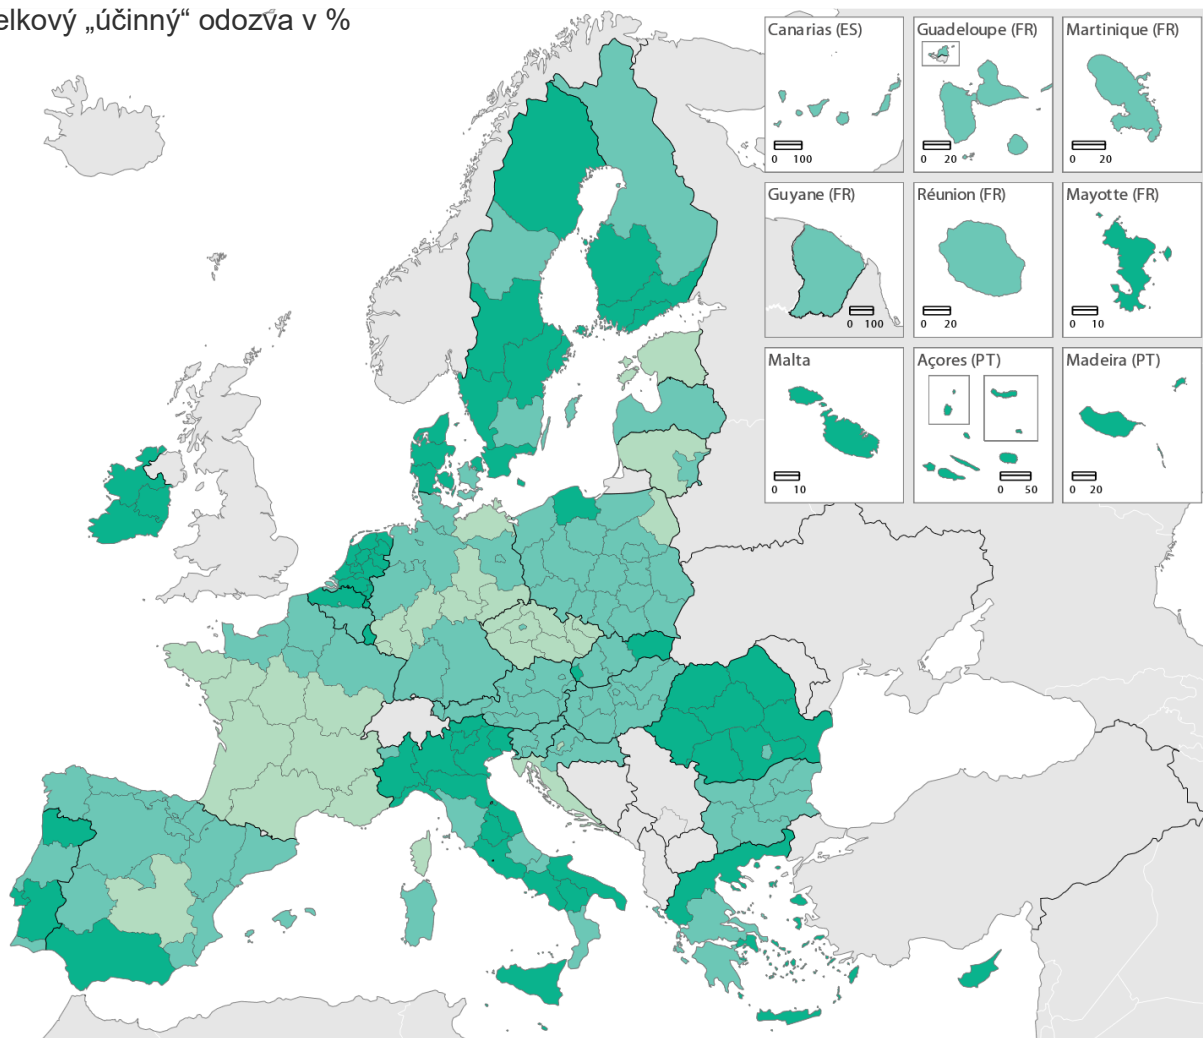 elkový „účinný“ odozva v %
Canarias (ES)
0 100
Guadeloupe (FR)
0 20
Martinique (FR)
0 20
Guyane (FR)
0 100
Réunion (FR)
0 20
Mayotte (FR)
0 10
Malta
0 10
Açores (PT)
0 50
Madeira (PT)
0 20